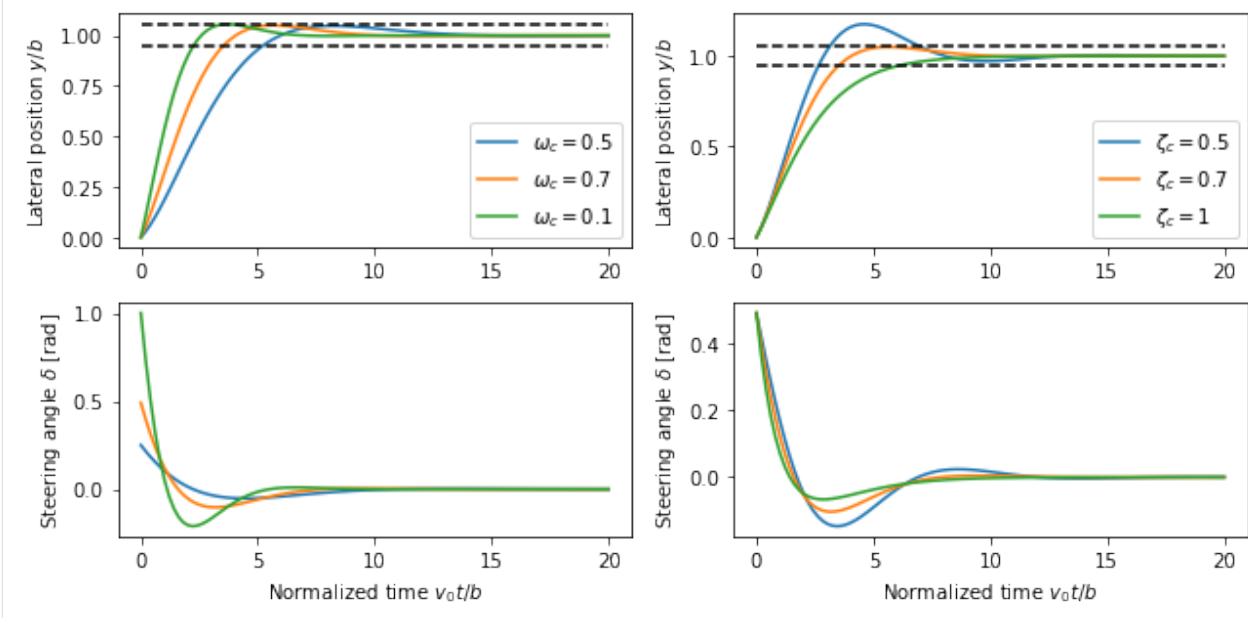 Lateral position y/b
1.00
0.75
0.50
0.25
0.00
ω_c = 0.5
ω_c = 0.7
ω_c = 0.1
0 5 10 15 20
Lateral position y/b
1.0
0.5
0.0
ζ_c = 0.5
ζ_c = 0.7
ζ_c = 1
0 5 10 15 20
Steering angle δ [rad]
1.0
0.5
0.0
0 5 10 15 20
Normalized time v₀t/b
Steering angle δ [rad]
0.4
0.2
0.0
0 5 10 15 20
Normalized time v₀t/b